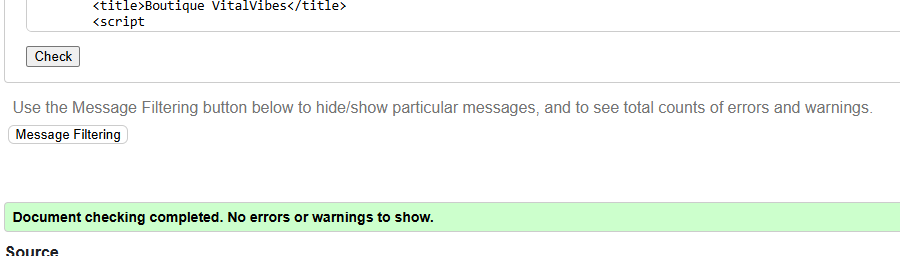 <title>Boutique VitalVibes</title>
<script
Check
Use the Message Filtering button below to hide/show particular messages, and to see total counts of errors and warnings.
Message Filtering
Document checking completed. No errors or warnings to show.
Source